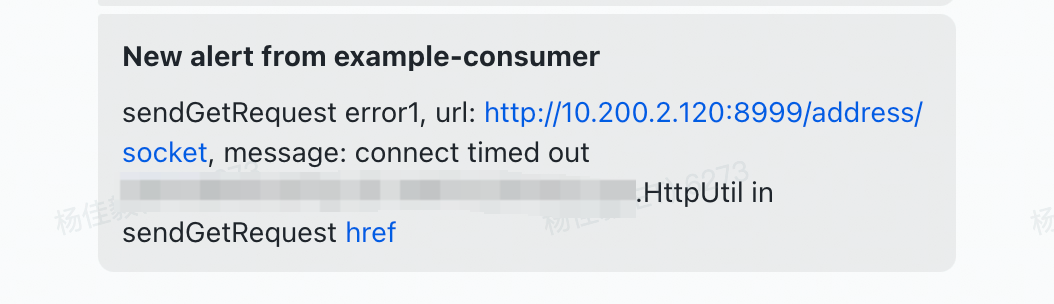 New alert from example-consumer
sendGetRequest error1, url: http://10.200.2.120:8999/address/
socket, message: connect timed out
.HttpUtil in
sendGetRequest href